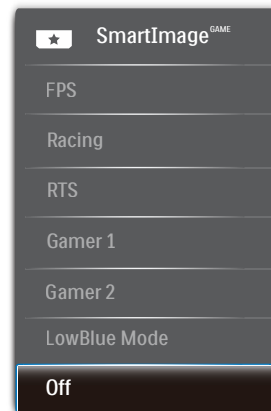 SmartImage GAME
FPS
Racing
RTS
Gamer 1
Gamer 2
LowBlue Mode
Off